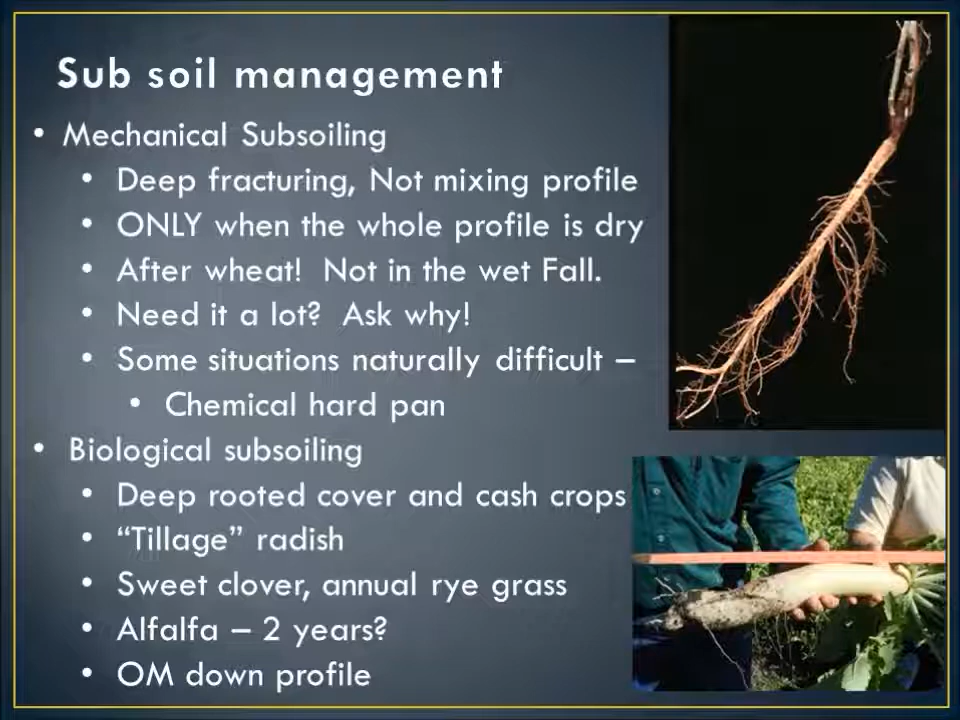 Sub soil management
• Mechanical Subsoiling
• Deep fracturing, Not mixing profile
• ONLY when the whole profile is dry
• After wheat!  Not in the wet Fall.
• Need it a lot?  Ask why!
• Some situations naturally difficult –
• Chemical hard pan
• Biological subsoiling
• Deep rooted cover and cash crops
• “Tillage” radish
• Sweet clover, annual rye grass
• Alfalfa – 2 years?
• OM down profile